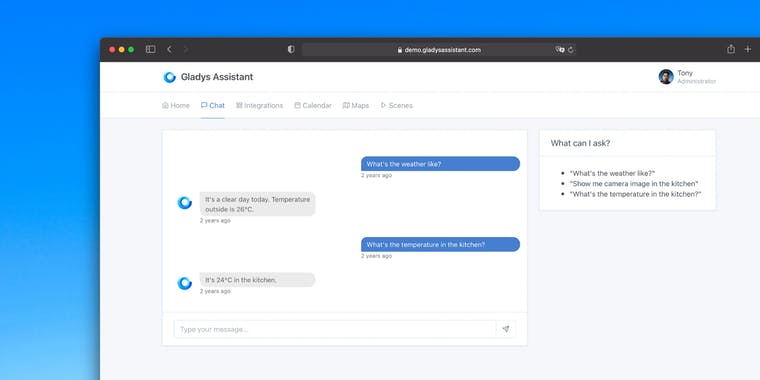 demo.gladysassistant.com
Gladys Assistant
Tony
Administrator
Home Chat Integrations Calendar Maps Scenes
What's the weather like?
2 years ago
It's a clear day today. Temperature
outside is 26°C.
2 years ago
What's the temperature in the kitchen?
2 years ago
It's 24°C in the kitchen.
2 years ago
Type your message...
What can I ask?
"What's the weather like?"
"Show me camera image in the kitchen"
"What's the temperature in the kitchen?"